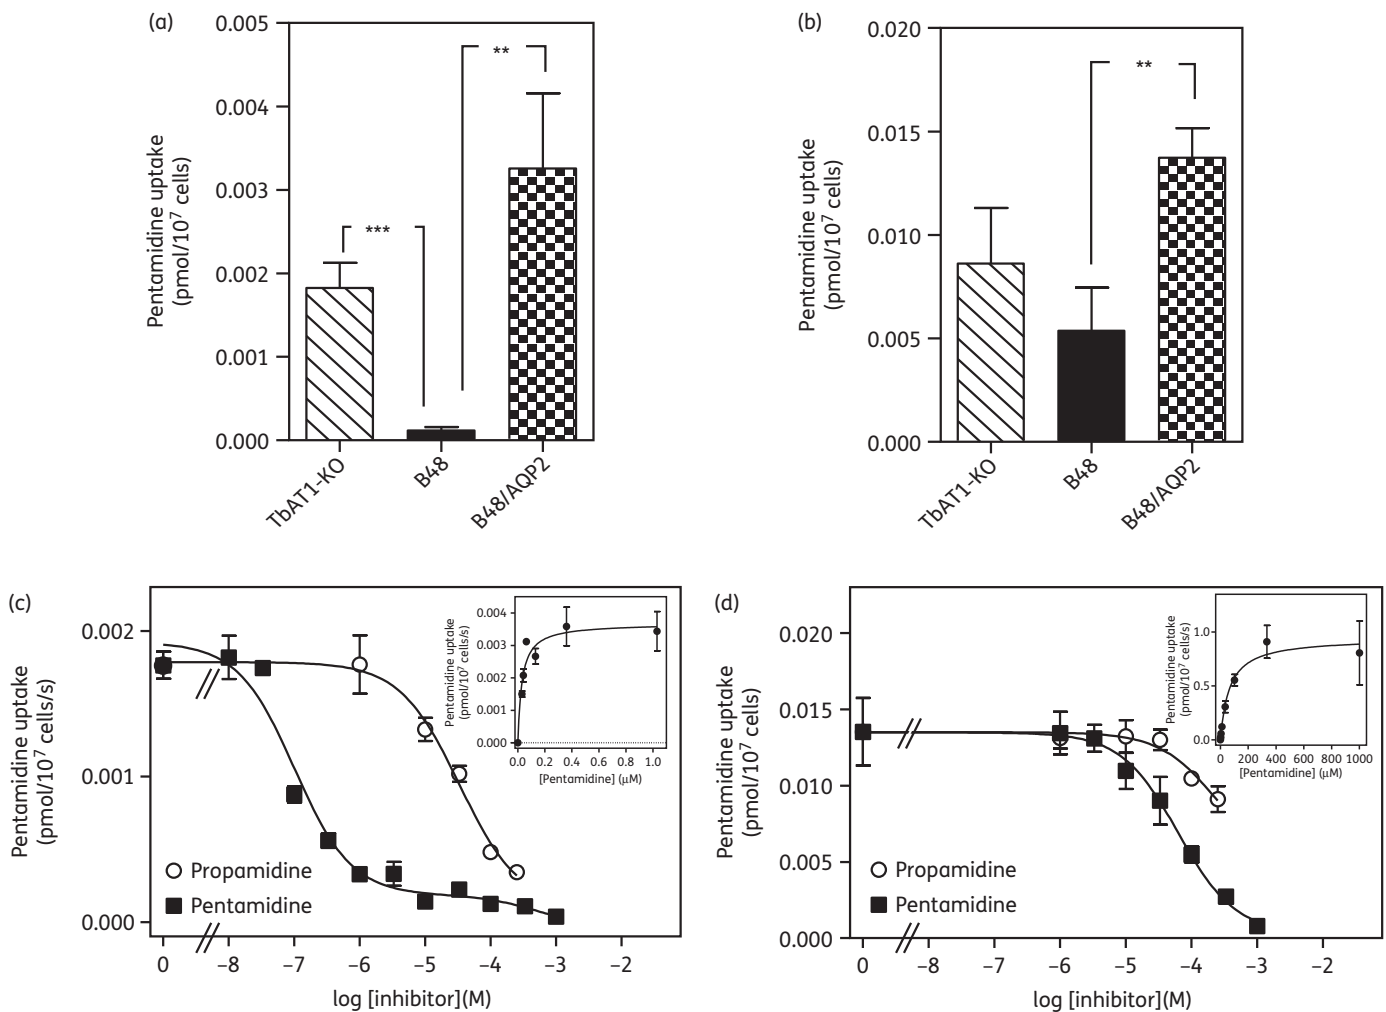 (a)
Pentamidine uptake
(pmol/10⁷ cells)
0.005
0.004
0.003
0.002
0.001
0.000
***
**
TbAT1-KO
B48
B48/AQP2
(b)
Pentamidine uptake
(pmol/10⁷ cells)
0.020
0.015
0.010
0.005
0.000
**
TbAT1-KO
B48
B48/AQP2
(c)
Pentamidine uptake
(pmol/10⁷ cells/s)
0.002
0.001
0.000
Propamidine
Pentamidine
0 −8 −7 −6 −5 −4 −3 −2
log [inhibitor](M)
Pentamidine uptake
(pmol/10⁷ cells/s)
0.004
0.003
0.002
0.001
0.000
0.0 0.2 0.4 0.6 0.8 1.0
[Pentamidine] (µM)
(d)
Pentamidine uptake
(pmol/10⁷ cells)
0.020
0.015
0.010
0.005
0.000
Propamidine
Pentamidine
0 −8 −7 −6 −5 −4 −3 −2
log [inhibitor](M)
Pentamidine uptake
(pmol/10⁷ cells/s)
1.0
0.5
0.0
0 200 400 600 800 1000
[Pentamidine] (µM)